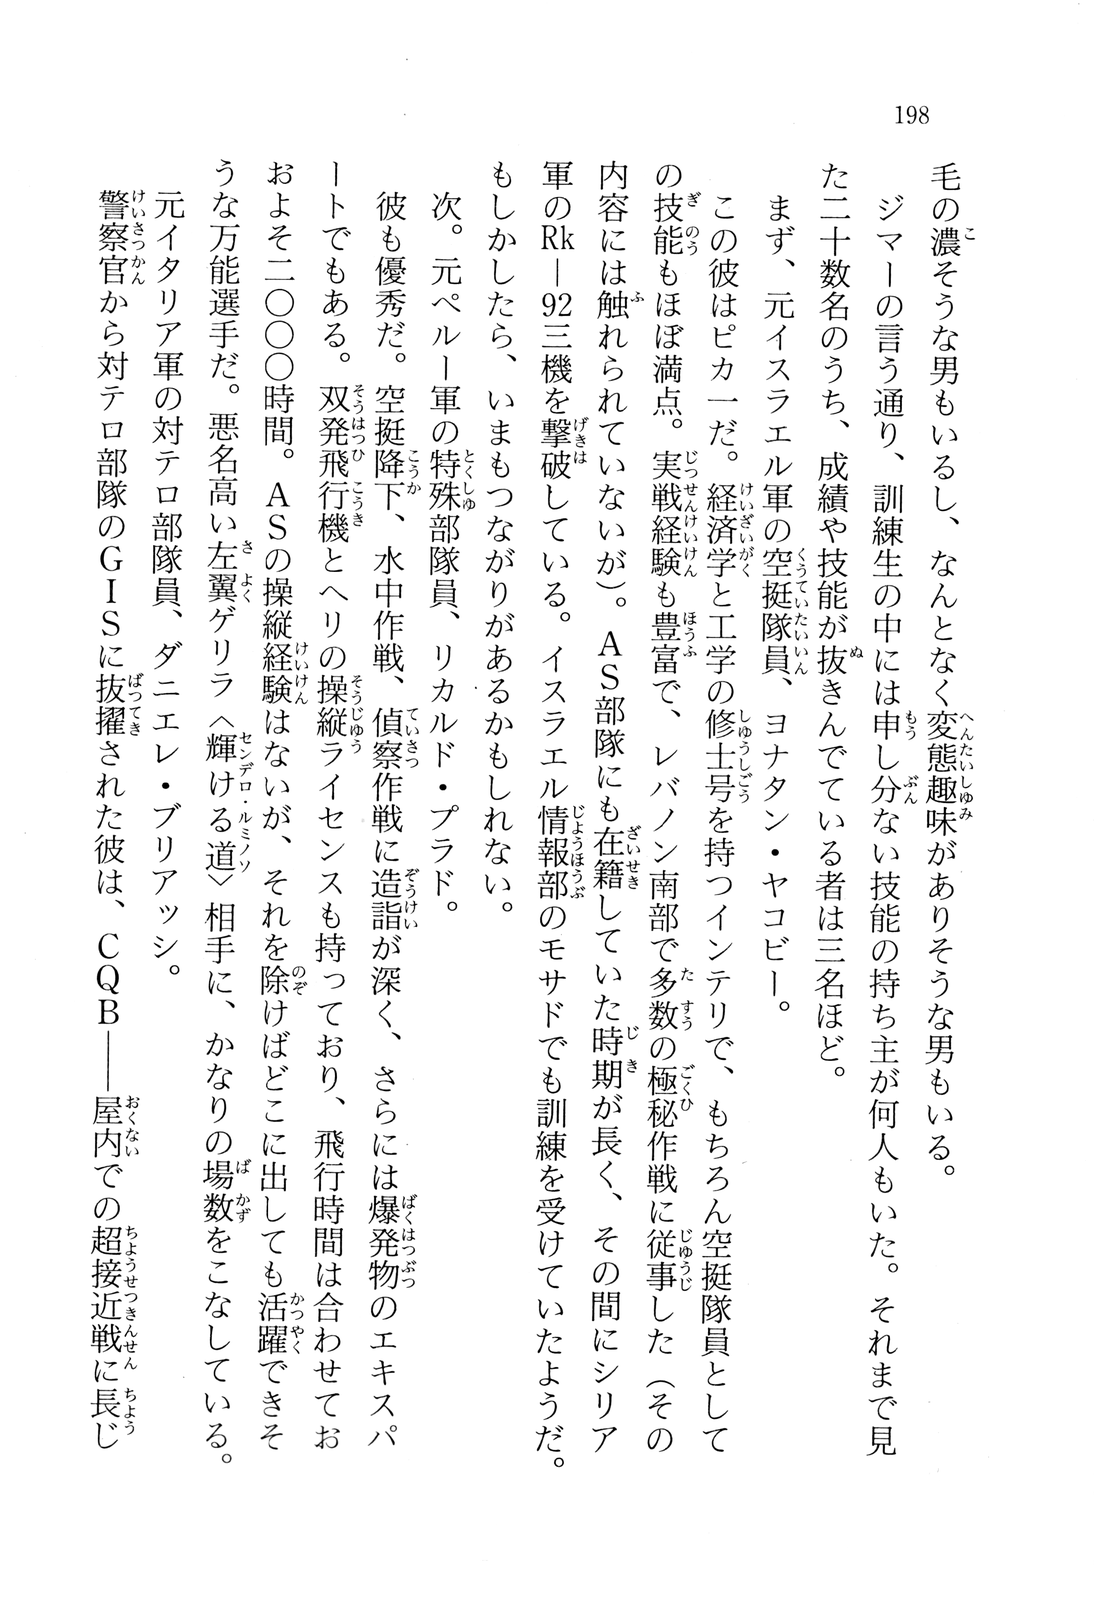 198
毛の濃そうな男もいるし、なんとなく変態趣味がありそうな男もいる。
ジマーの言う通り、訓練生の中には申し分ない技能の持ち主が何人もいた。それまで見
た二十数名のうち、成績や技能が抜きんでている者は三名ほど。
まず、元イスラエル軍の空挺隊員、ヨナタン・ヤコビー。
この彼はピカ一だ。経済学と工学の修士号を持つインテリで、もちろん空挺隊員として
の技能もほぼ満点。実戦経験も豊富で、レバノン南部で多数の極秘作戦に従事した（その
内容には触れられていないが）。ＡＳ部隊にも在籍していた時期が長く、その間にシリア
軍のRk―92三機を撃破している。イスラエル情報部のモサドでも訓練を受けていたようだ。
もしかしたら、いまもつながりがあるかもしれない。
次。元ペルー軍の特殊部隊員、リカルド・プラド。
彼も優秀だ。空挺降下、水中作戦、偵察作戦に造詣が深く、さらには爆発物のエキスパ
ートでもある。双発飛行機とヘリの操縦ライセンスも持っており、飛行時間は合わせてお
およそ二〇〇〇時間。ＡＳの操縦経験はないが、それを除けばどこに出しても活躍できそ
うな万能選手だ。悪名高い左翼ゲリラ〈輝ける道〉相手に、かなりの場数をこなしている。
元イタリア軍の対テロ部隊員、ダニエレ・ブリアッシ。
警察官から対テロ部隊のＧＩＳに抜擢された彼は、ＣＱＢ――屋内での超接近戦に長じ